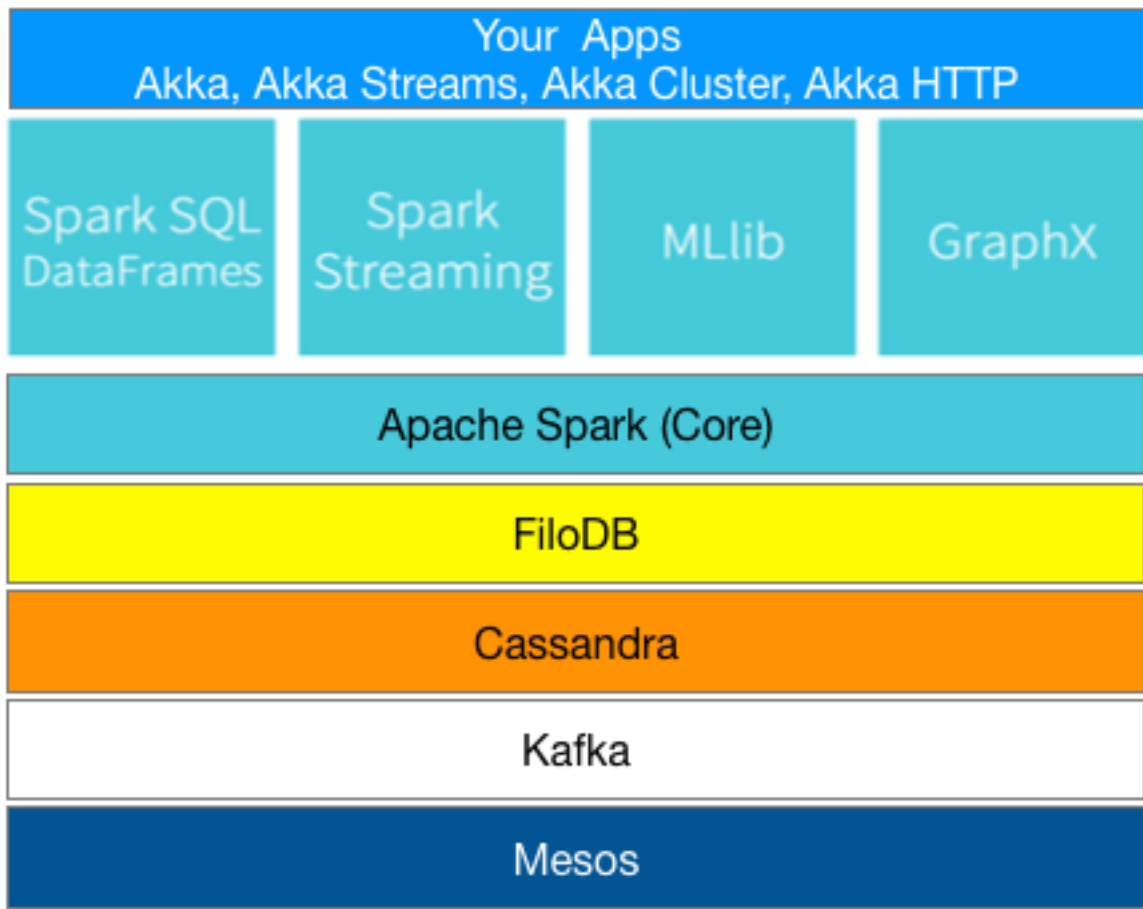 Your Apps
Akka, Akka Streams, Akka Cluster, Akka HTTP
Spark SQL
DataFrames
Spark
Streaming
MLlib
GraphX
Apache Spark (Core)
FiloDB
Cassandra
Kafka
Mesos